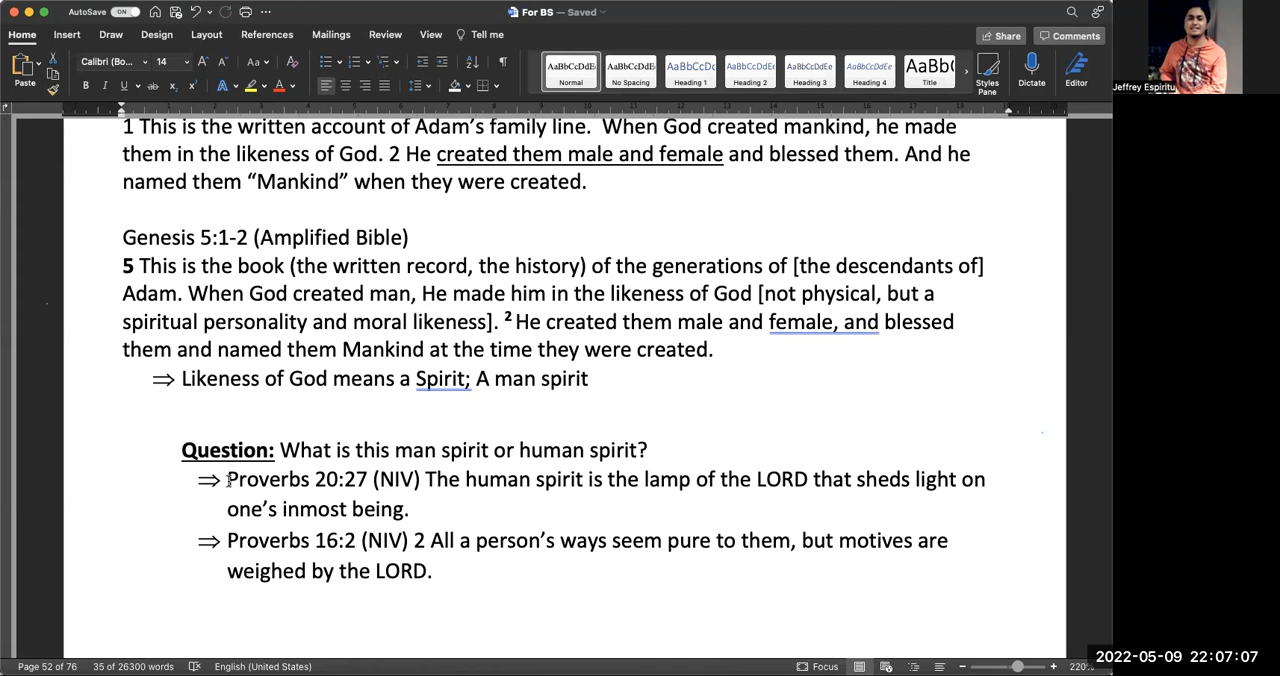 AutoSave ON For BS — Saved
Home Insert Draw Design Layout References Mailings Review View Tell me Share Comments
Paste Calibri (Bo... 14 A A Aa A AaBbCcDdEe AaBbCcDdEe AaBbCcDc AaBbCcDdEe AaBbCcDdE AaBbCcDdEe AaBb(
B I U ab x x A A Normal No Spacing Heading 1 Heading 2 Heading 3 Heading 4 Title Styles Pane Dictate Editor
Jeffrey Espiritu
1 This is the written account of Adam’s family line. When God created mankind, he made
them in the likeness of God. 2 He created them male and female and blessed them. And he
named them “Mankind” when they were created.
Genesis 5:1-2 (Amplified Bible)
5 This is the book (the written record, the history) of the generations of [the descendants of]
Adam. When God created man, He made him in the likeness of God [not physical, but a
spiritual personality and moral likeness]. 2 He created them male and female, and blessed
them and named them Mankind at the time they were created.
⇒ Likeness of God means a Spirit; A man spirit
Question: What is this man spirit or human spirit?
⇒ Proverbs 20:27 (NIV) The human spirit is the lamp of the LORD that sheds light on
one’s inmost being.
⇒ Proverbs 16:2 (NIV) 2 All a person’s ways seem pure to them, but motives are
weighed by the LORD.
Page 52 of 76 35 of 26300 words English (United States) Focus 220%
2022-05-09 22:07:07